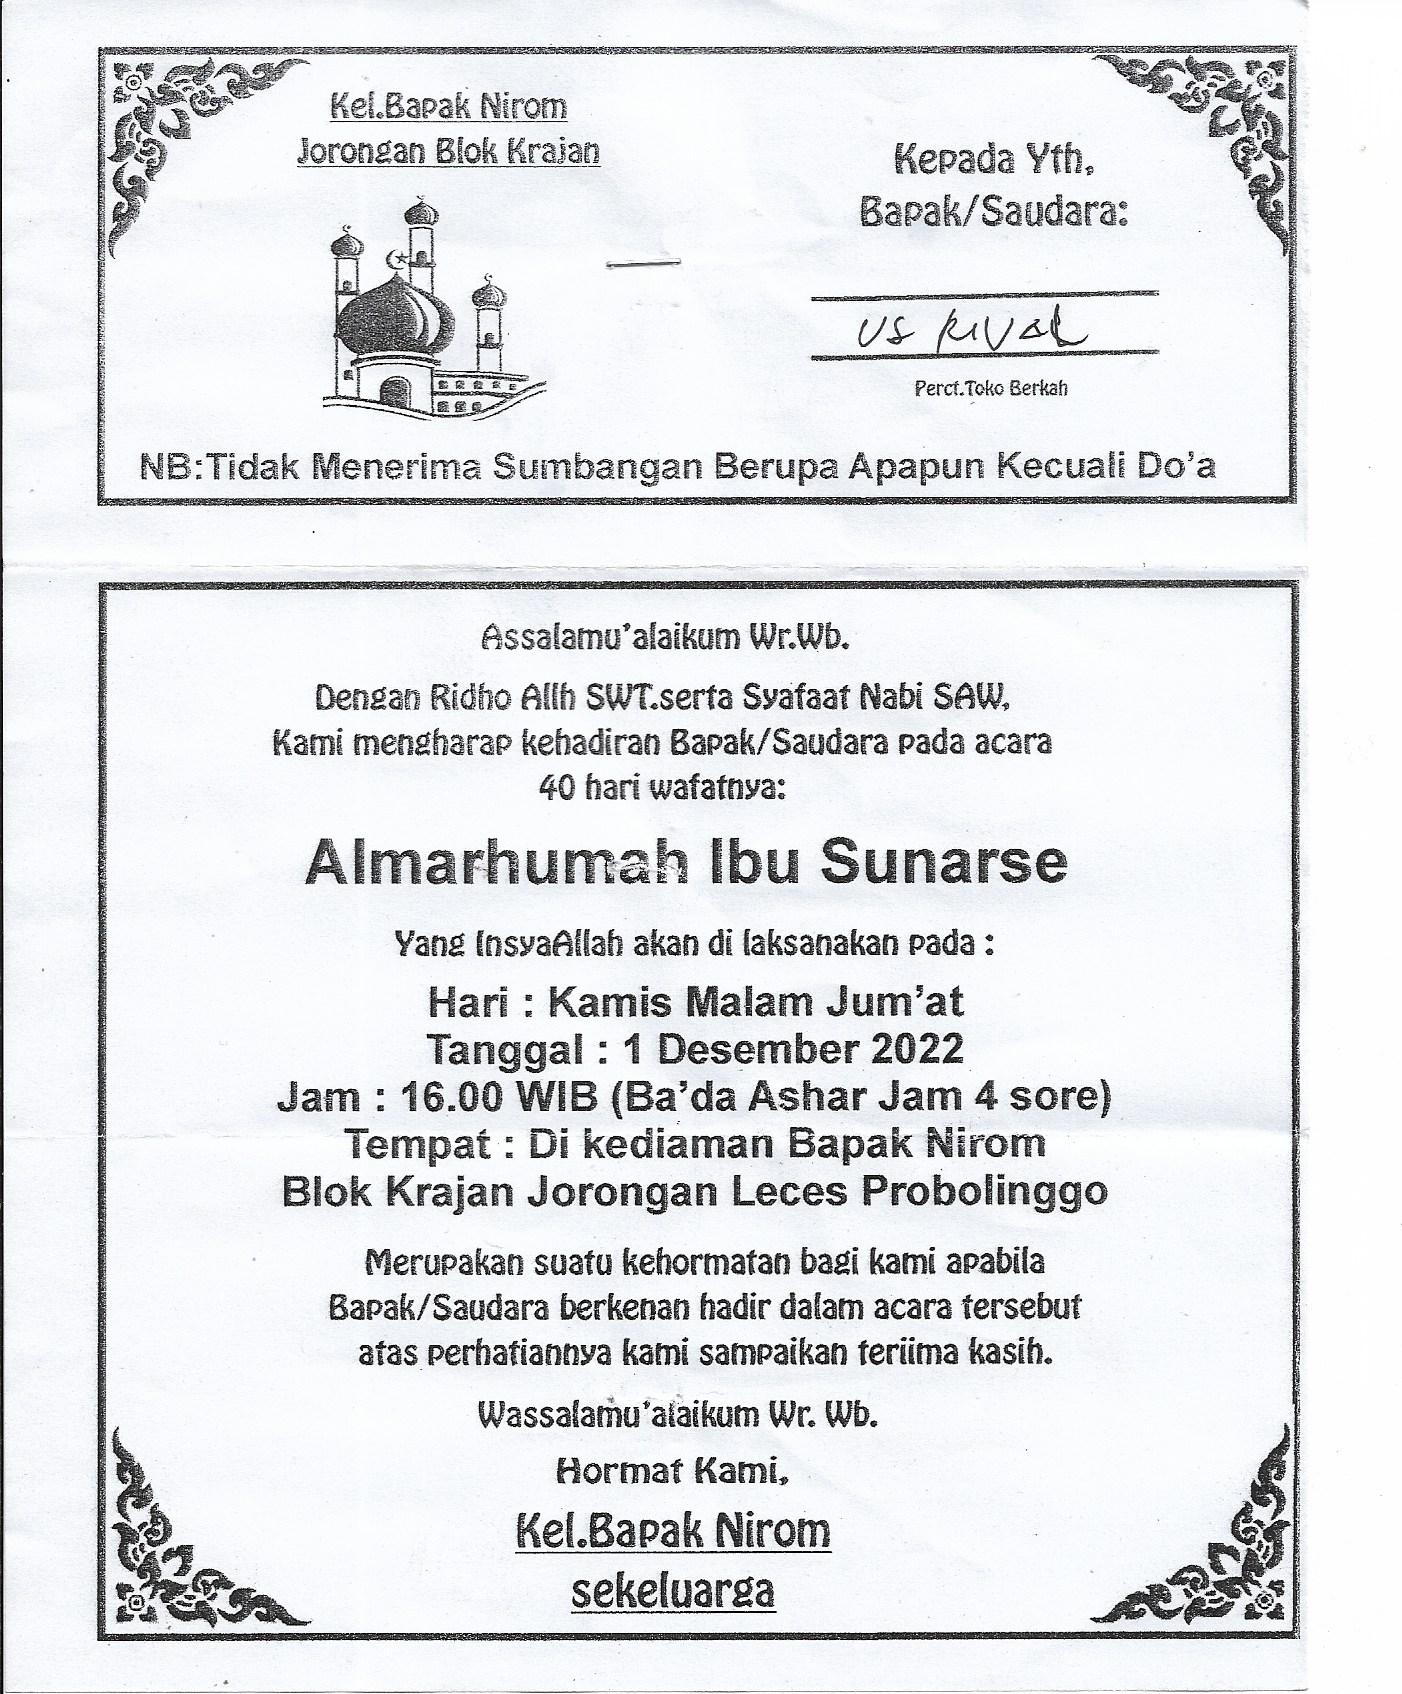 Kel.Bapak Nirom
Jorongan Blok Krajan
Kepada Yth,
Bapak/Saudara:
us Rival
Perct.Toko Berkah
NB:Tidak Menerima Sumbangan Berupa Apapun Kecuali Do'a
Assalamu'alaikum Wr.Wb.
Dengan Ridho Allh SWT.serta Syafaat Nabi SAW,
Kami mengharap kehadiran Bapak/Saudara pada acara
40 hari wafatnya:
Almarhumah Ibu Sunarse
Yang InsyaAllah akan di laksanakan pada :
Hari : Kamis Malam Jum'at
Tanggal : 1 Desember 2022
Jam : 16.00 WIB (Ba'da Ashar Jam 4 sore)
Tempat : Di kediaman Bapak Nirom
Blok Krajan Jorongan Leces Probolinggo
Merupakan suatu kehormatan bagi kami apabila
Bapak/Saudara berkenan hadir dalam acara tersebut
atas perhatiannya kami sampaikan teriima kasih.
Wassalamu'alaikum Wr. Wb.
Hormat Kami,
Kel.Bapak Nirom
sekeluarga